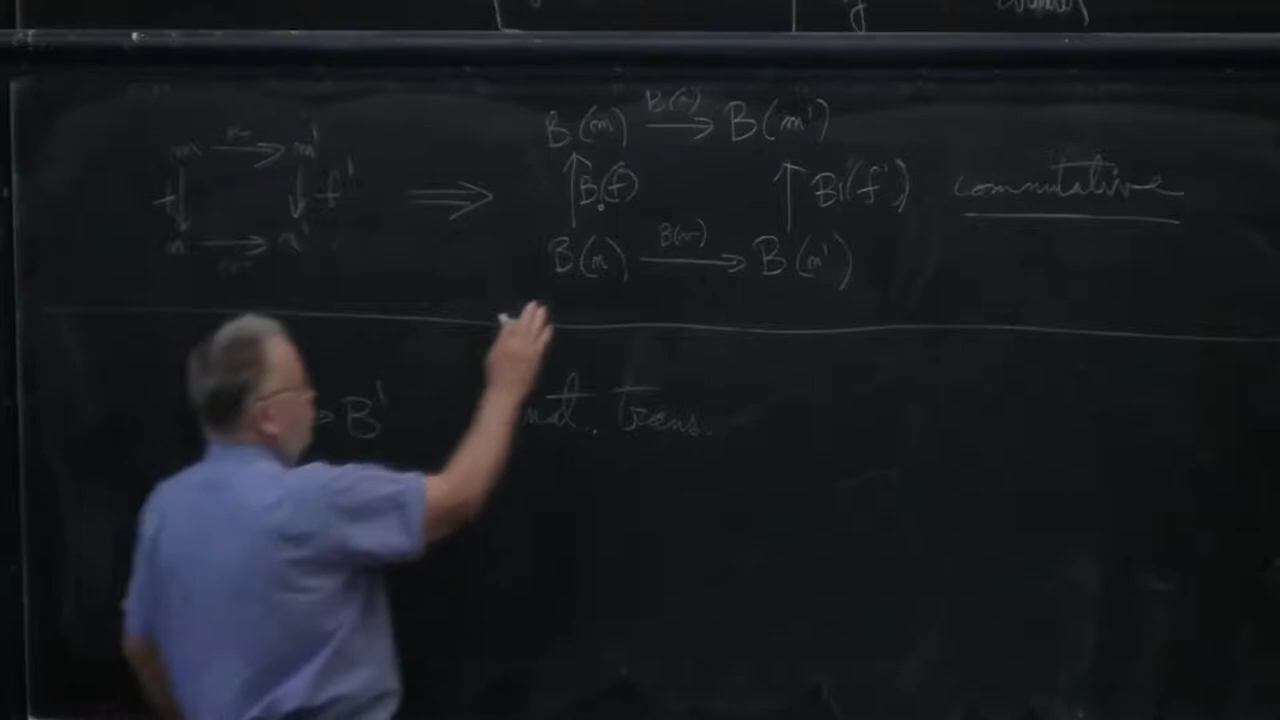 m → m' B(m) → B(m')
f ↓ ↓ f' ⟹ ↑ B(f) ↑ B(f') commutative
n → n' B(n) → B(n')
→ B' nat. trans.